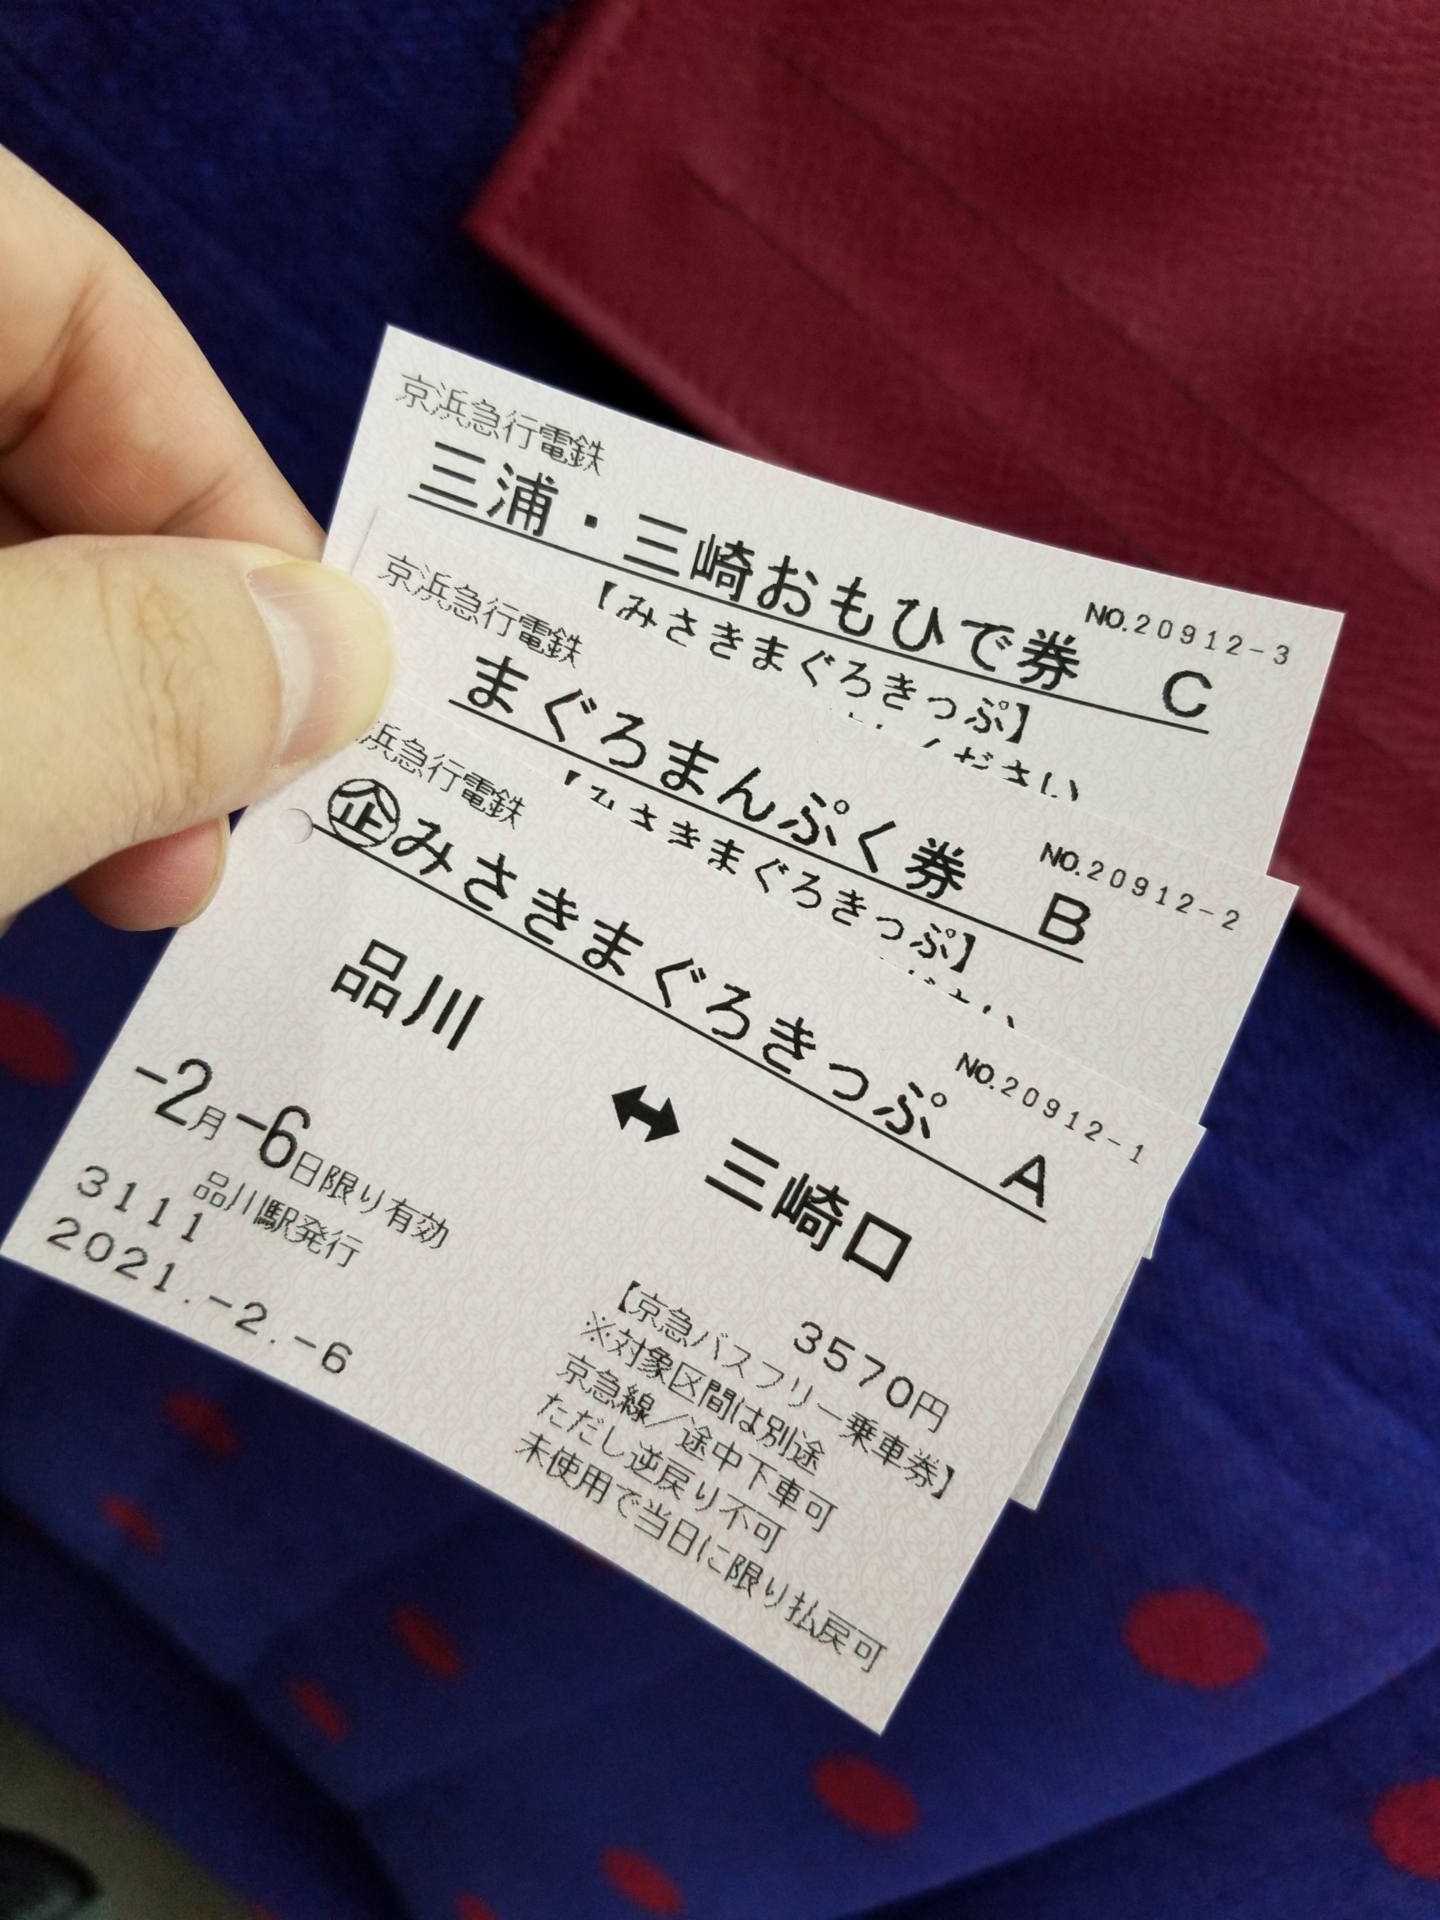 京浜急行電鉄
三浦・三崎おもひで券 C
NO.20912-3
【みさきまぐろきっぷ】
ださい
京浜急行電鉄
まぐろまんぷく券 B
NO.20912-2
みさきまぐろきっぷ】
浜急行電鉄
㊭みさきまぐろきっぷ A
NO.20912-1
品川 ↔ 三崎口
-2月-6日限り有効
3111 品川駅発行
2021.-2.-6
3570円
【京急バスフリー乗車券】
※対象区間は別途
京急線/途中下車可
ただし逆戻り不可
未使用で当日に限り払戻可